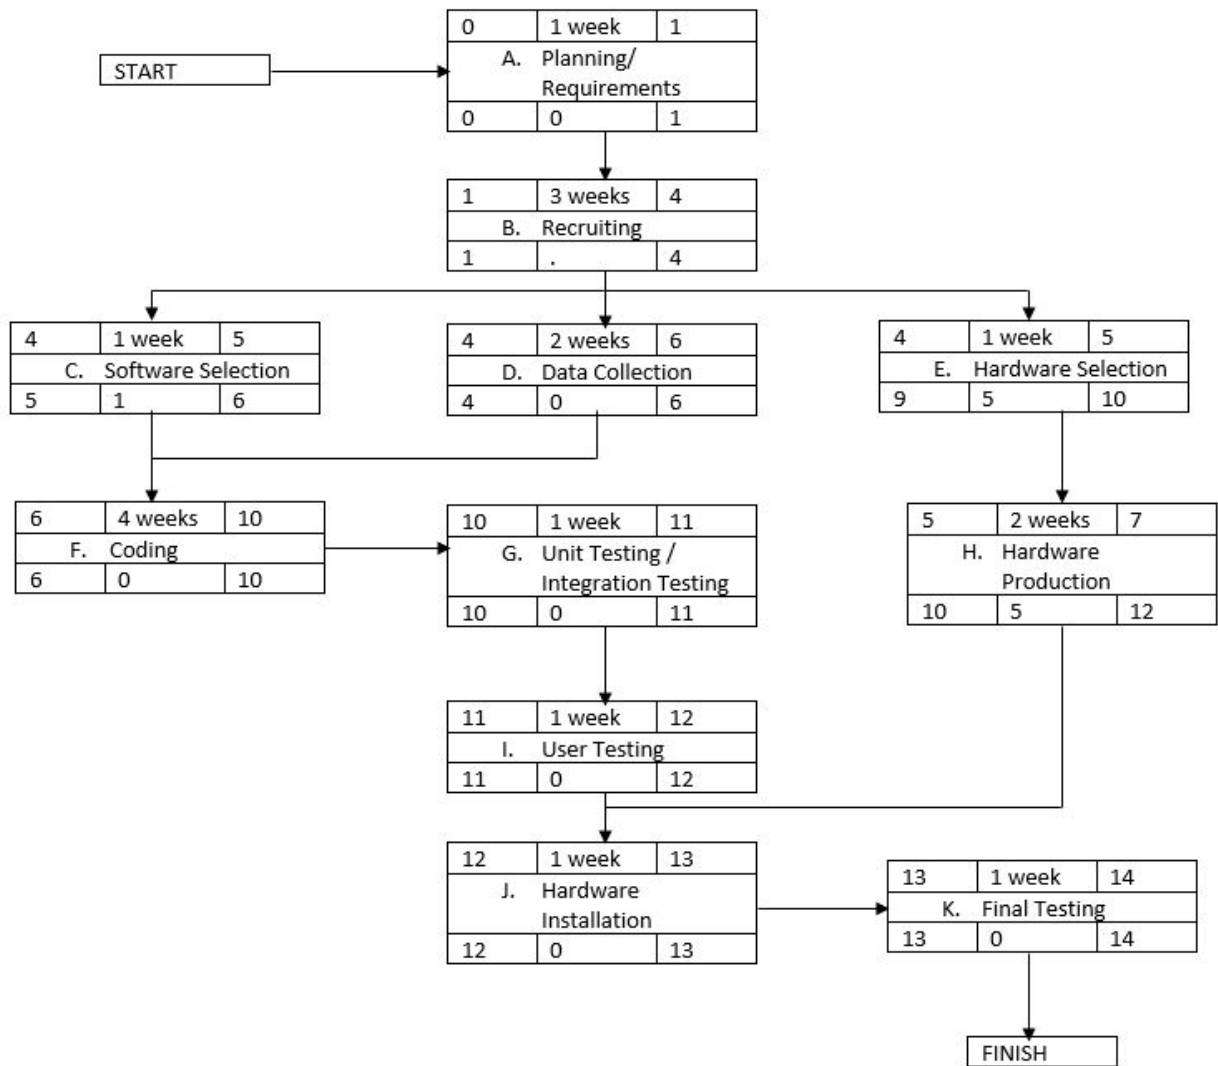 0 1 week 1
START
A. Planning/
Requirements
0 0 1
1 3 weeks 4
B. Recruiting
1 . 4
4 1 week 5
C. Software Selection
5 1 6
4 2 weeks 6
D. Data Collection
4 0 6
4 1 week 5
E. Hardware Selection
9 5 10
6 4 weeks 10
F. Coding
6 0 10
10 1 week 11
G. Unit Testing /
Integration Testing
10 0 11
5 2 weeks 7
H. Hardware
Production
10 5 12
11 1 week 12
I. User Testing
11 0 12
12 1 week 13
J. Hardware
Installation
12 0 13
13 1 week 14
K. Final Testing
13 0 14
FINISH